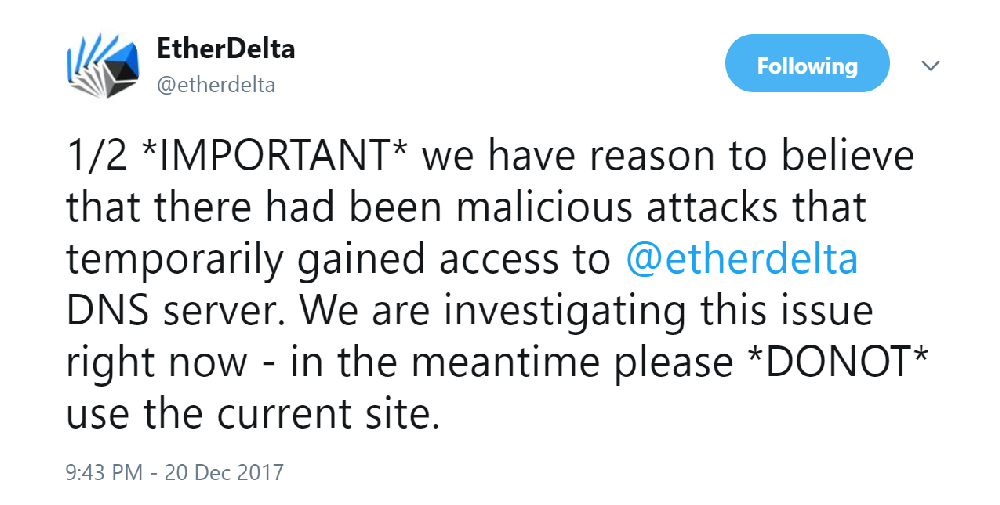 EtherDelta
@etherdelta
Following
1/2 *IMPORTANT* we have reason to believe
that there had been malicious attacks that
temporarily gained access to @etherdelta
DNS server. We are investigating this issue
right now - in the meantime please *DONOT*
use the current site.
9:43 PM - 20 Dec 2017